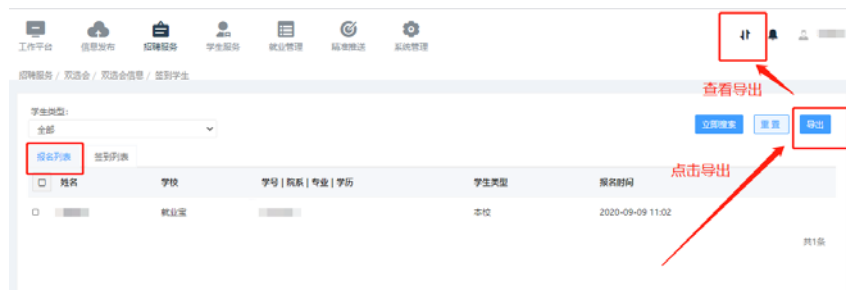 工作平台 信息发布 招聘服务 学生服务 就业管理 精准推送 系统管理
招聘服务 / 双选会 / 双选会信息 / 签到学生
查看导出
学生类型:
全部
立即搜索 重置 导出
报名列表 签到列表
点击导出
姓名 学校 学号 | 院系 | 专业 | 学历 学生类型 报名时间
就业宝 本校 2020-09-09 11:02
共1条